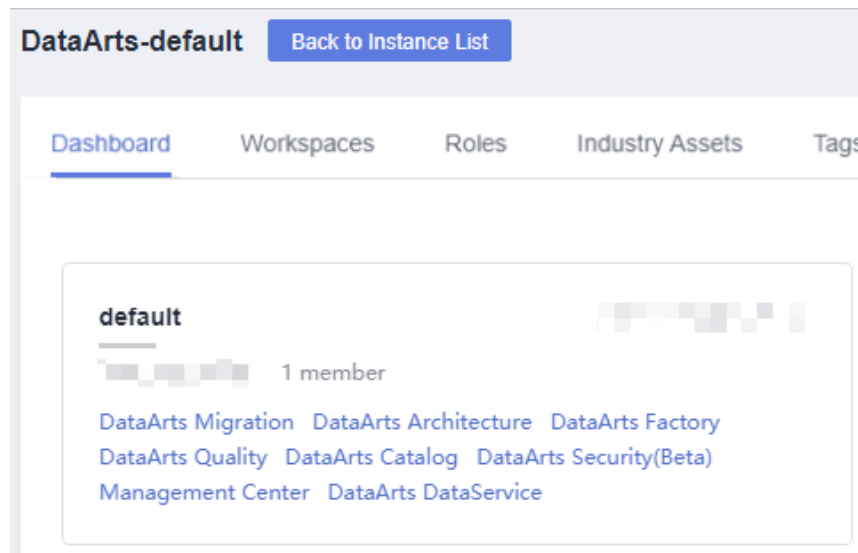 DataArts-default Back to Instance List
Dashboard Workspaces Roles Industry Assets Tags
default
1 member
DataArts Migration DataArts Architecture DataArts Factory
DataArts Quality DataArts Catalog DataArts Security(Beta)
Management Center DataArts DataService